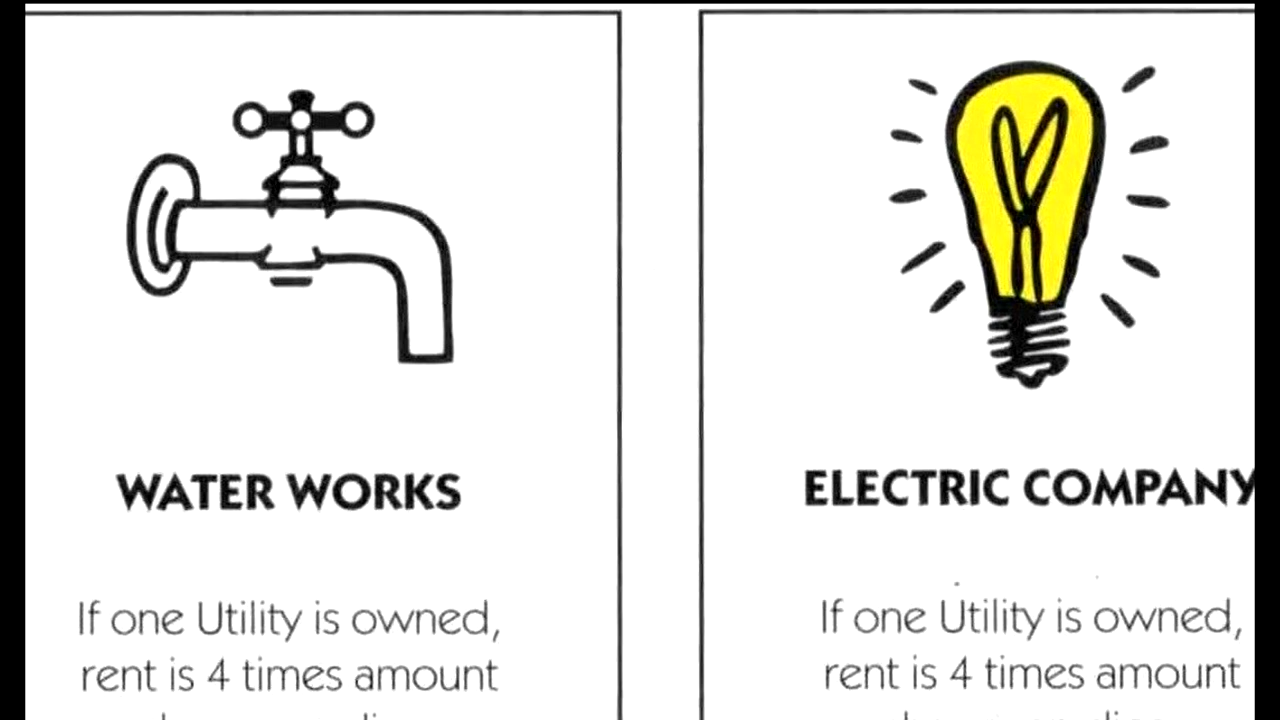 WATER WORKS
If one Utility is owned,
rent is 4 times amount
ELECTRIC COMPANY
If one Utility is owned,
rent is 4 times amount